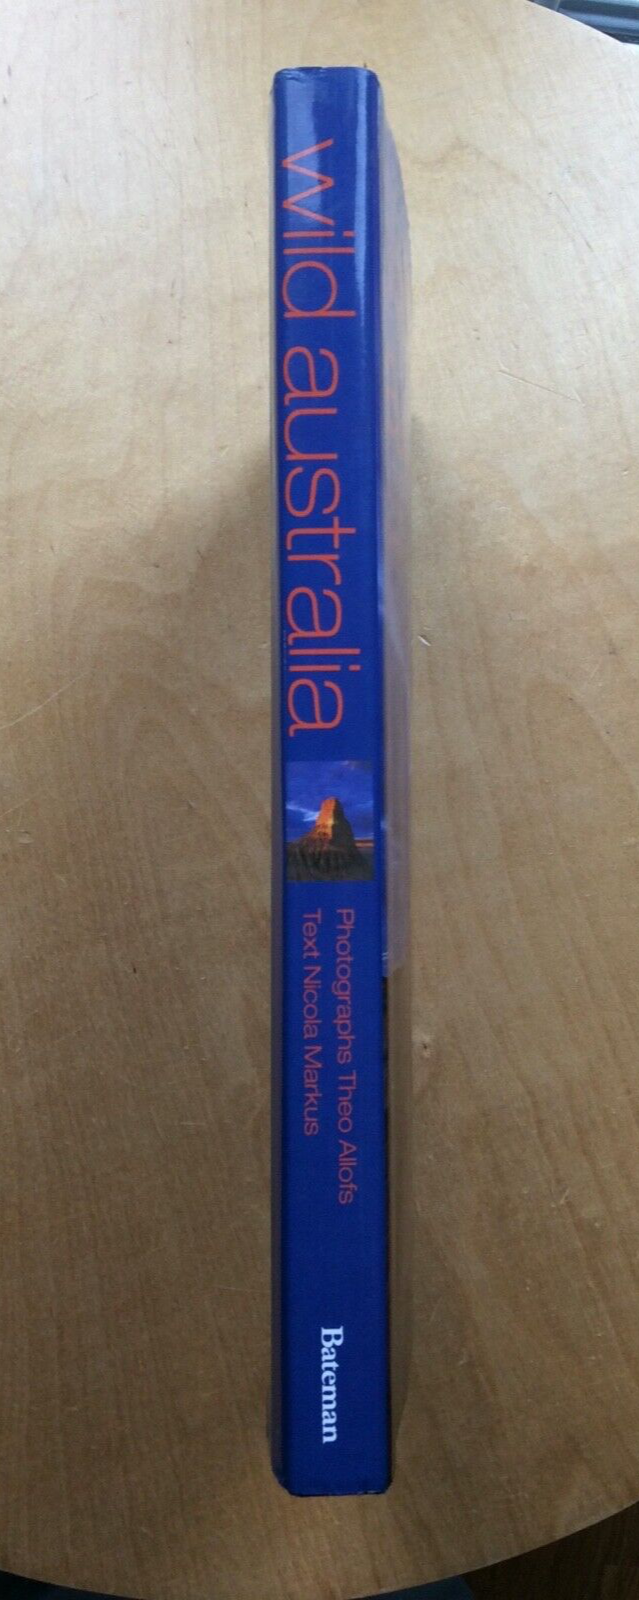 wild australia
Photographs Theo Allofs
Text Nicola Markus
Bateman